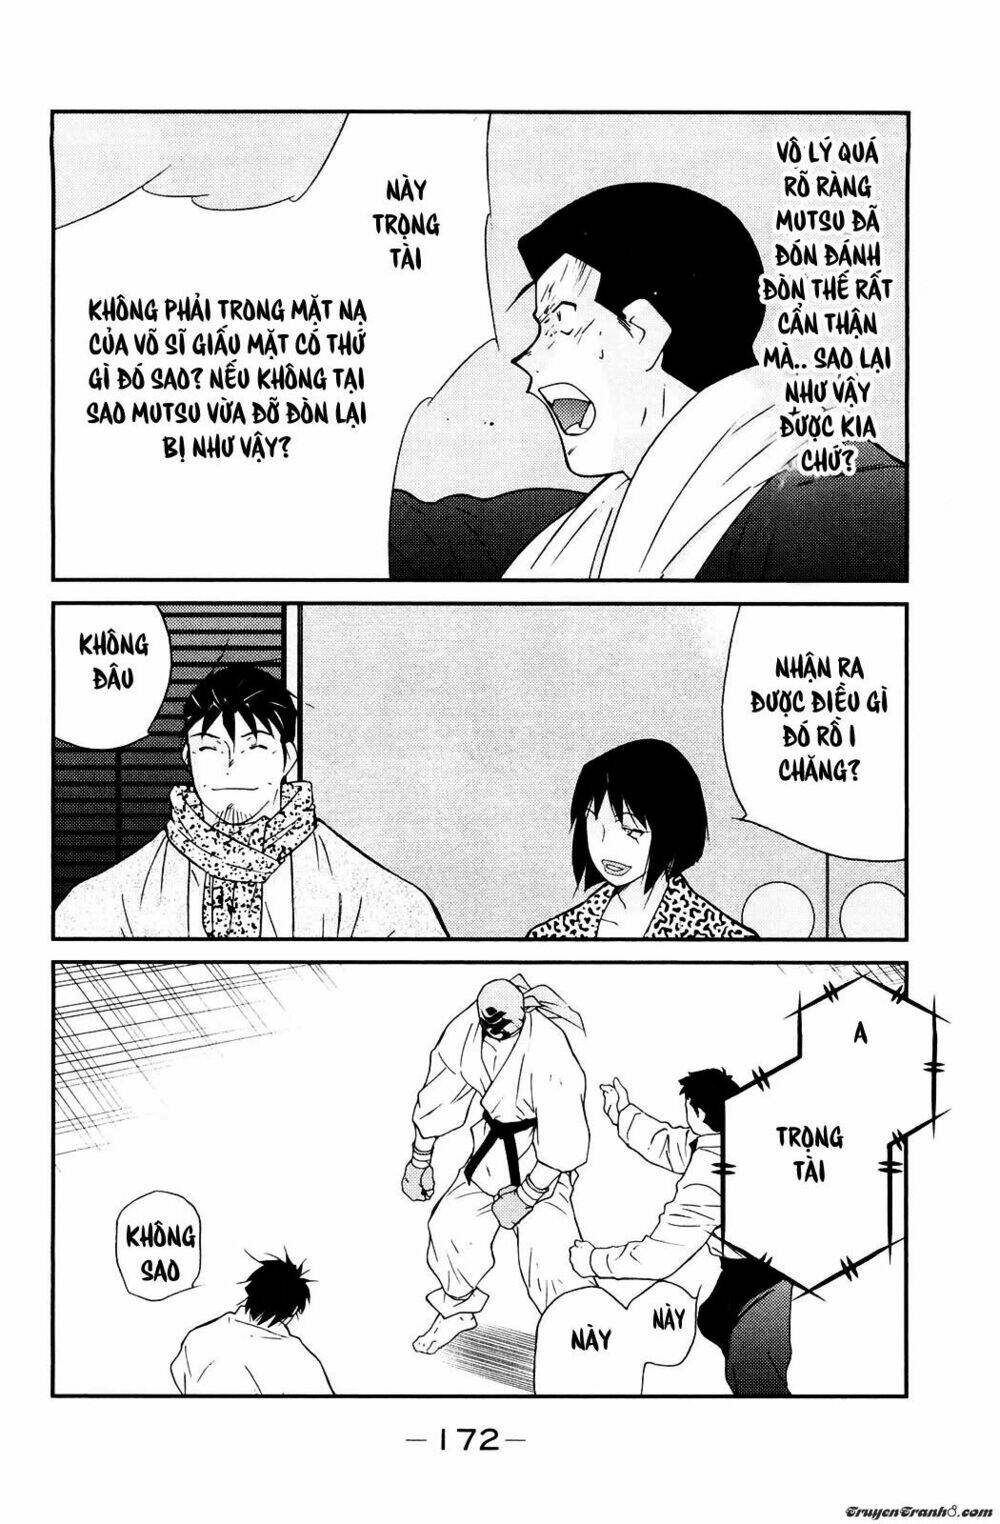 VÔ LÝ QUÁ
RÕ RÀNG
MUTSU ĐÃ
ĐÓN ĐÁNH
ĐÒN THẾ RẤT
CẨN THẬN
MÀ.. SAO LẠI
NHƯ VẬY
ĐƯỢC KIA
CHỨ?
NÀY
TRỌNG
TÀI
KHÔNG PHẢI TRONG MẶT NẠ
CỦA VÕ SĨ GIẤU MẶT CÓ THỨ
GÌ ĐÓ SAO? NẾU KHÔNG TẠI
SAO MUTSU VỪA ĐỠ ĐÒN LẠI
BỊ NHƯ VẬY?
NHẬN RA
ĐƯỢC ĐIỀU GÌ
ĐÓ RỒI
CHĂNG?
KHÔNG
ĐÂU
A
TRỌNG
TÀI
NÀY
NÀY
KHÔNG
SAO
-172-
TruyenTranh8.com